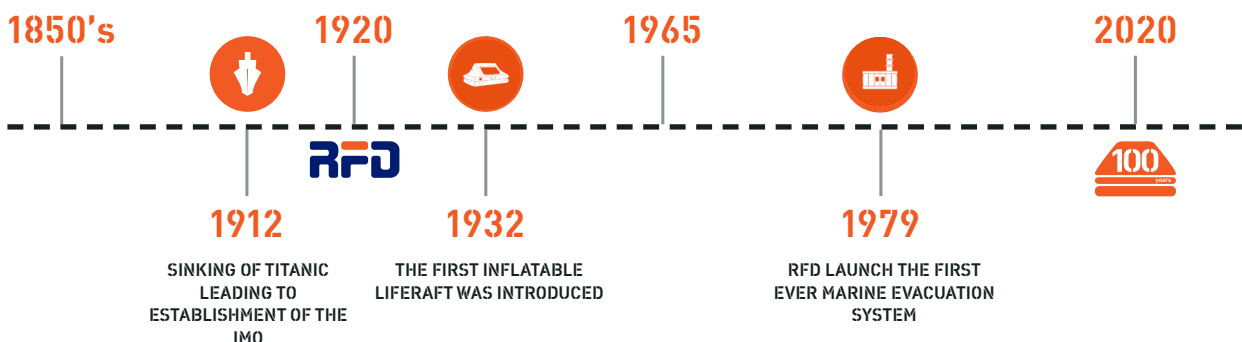 1850's
1920
1965
2020
RFD
100
years
1912
1932
1979
SINKING OF TITANIC
LEADING TO
ESTABLISHMENT OF THE
IMO
THE FIRST INFLATABLE
LIFERAFT WAS INTRODUCED
RFD LAUNCH THE FIRST
EVER MARINE EVACUATION
SYSTEM